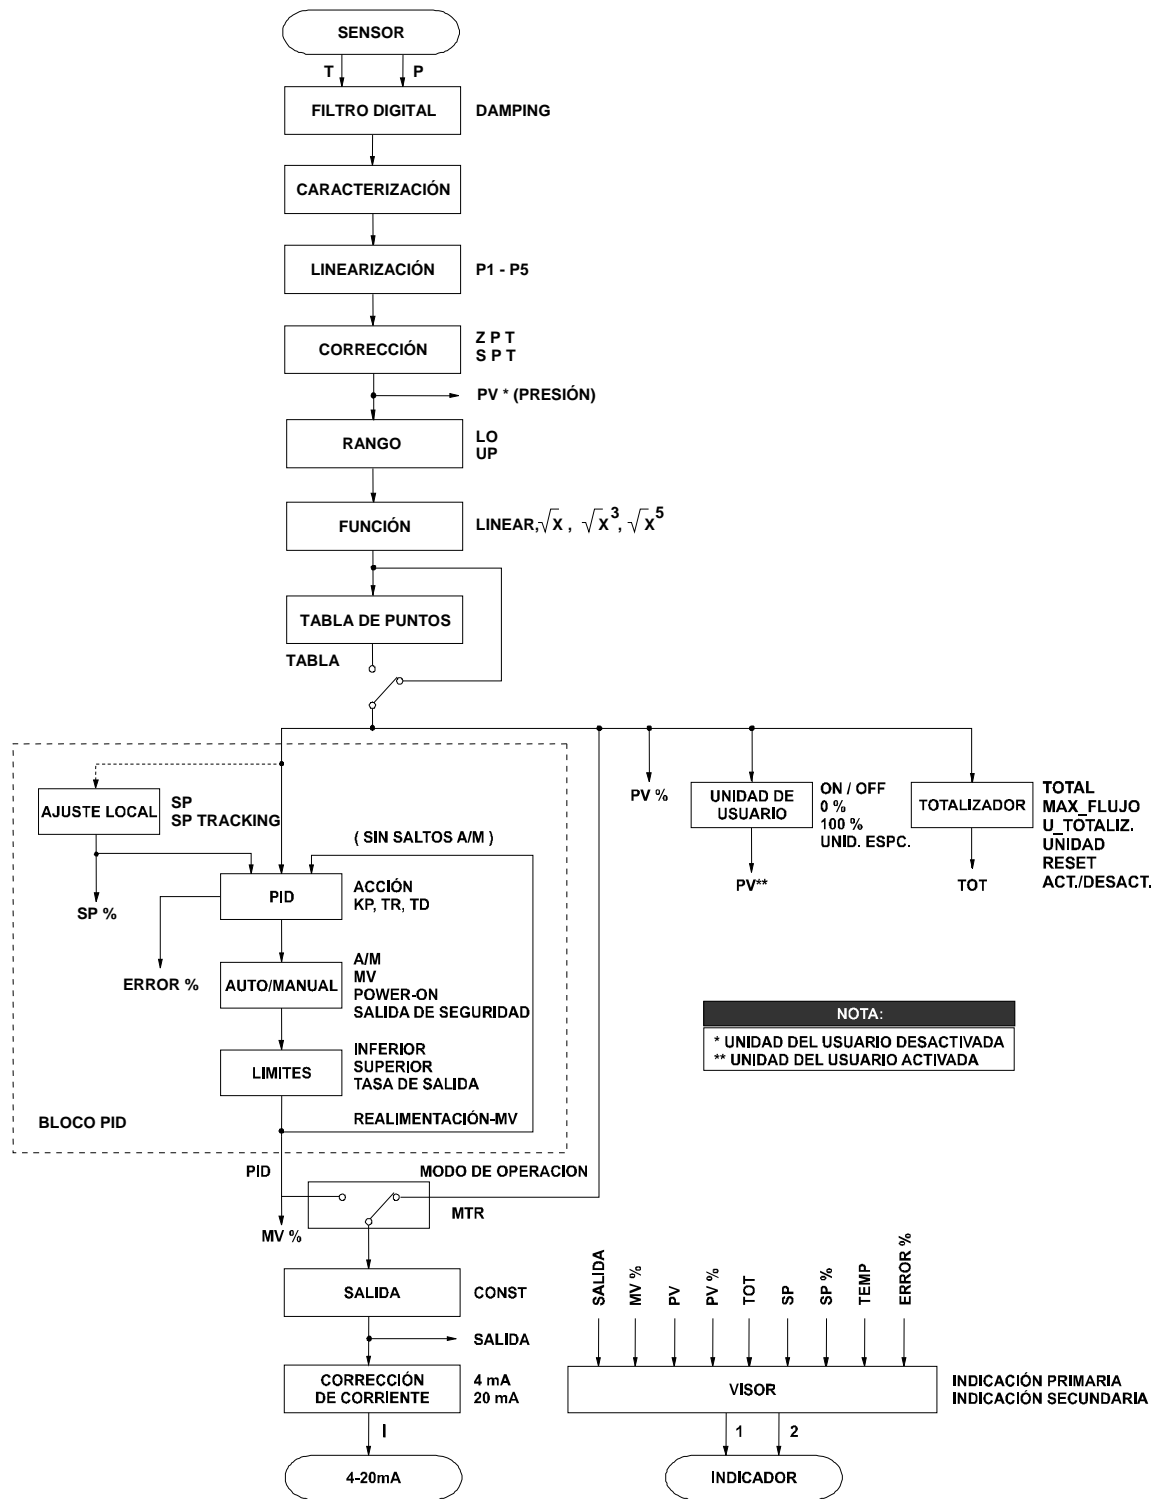 SENSOR
T
P
FILTRO DIGITAL
DAMPING
CARACTERIZACIÓN
LINEARIZACIÓN
P1 - P5
CORRECCIÓN
Z P T
S P T
PV * (PRESIÓN)
RANGO
LO
UP
FUNCIÓN
LINEAR,√X , √X³, √X⁵
TABLA DE PUNTOS
TABLA
AJUSTE LOCAL
SP
SP TRACKING
( SIN SALTOS A/M )
PV %
UNIDAD DE
USUARIO
ON / OFF
0 %
100 %
UNID. ESPC.
TOTALIZADOR
TOTAL
MAX_FLUJO
U_TOTALIZ.
UNIDAD
RESET
ACT./DESACT.
PV**
TOT
SP %
PID
ACCIÓN
KP, TR, TD
ERROR %
AUTO/MANUAL
A/M
MV
POWER-ON
SALIDA DE SEGURIDAD
LIMITES
INFERIOR
SUPERIOR
TASA DE SALIDA
BLOCO PID
REALIMENTACIÓN-MV
NOTA:
* UNIDAD DEL USUARIO DESACTIVADA
** UNIDAD DEL USUARIO ACTIVADA
PID
MODO DE OPERACION
MTR
MV %
SALIDA
CONST
SALIDA
CORRECCIÓN
DE CORRIENTE
4 mA
20 mA
I
4-20mA
SALIDA
MV %
PV
PV %
TOT
SP
SP %
TEMP
ERROR %
VISOR
INDICACIÓN PRIMARIA
INDICACIÓN SECUNDARIA
1
2
INDICADOR